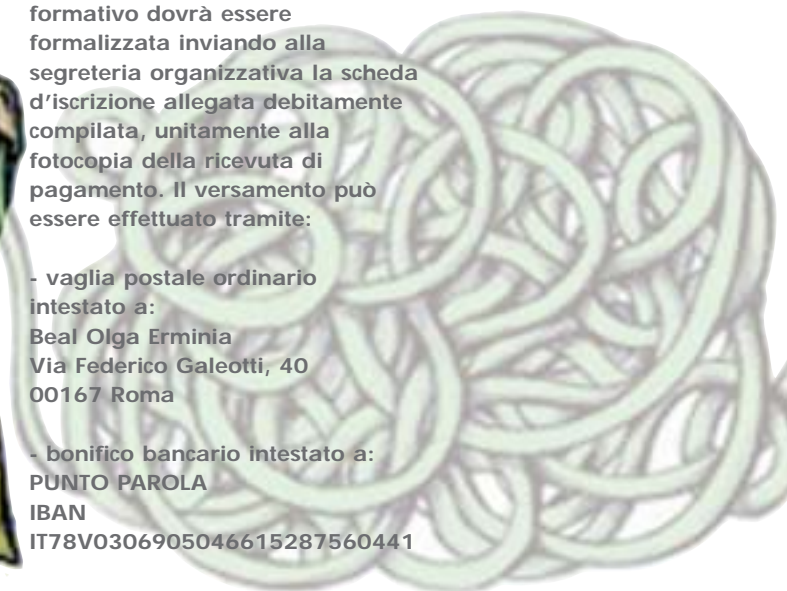 formativo dovrà essere
formalizzata inviando alla
segreteria organizzativa la scheda
d'iscrizione allegata debitamente
compilata, unitamente alla
fotocopia della ricevuta di
pagamento. Il versamento può
essere effettuato tramite:
- vaglia postale ordinario
intestato a:
Beal Olga Erminia
Via Federico Galeotti, 40
00167 Roma
- bonifico bancario intestato a:
PUNTO PAROLA
IBAN
IT78V0306905046615287560441